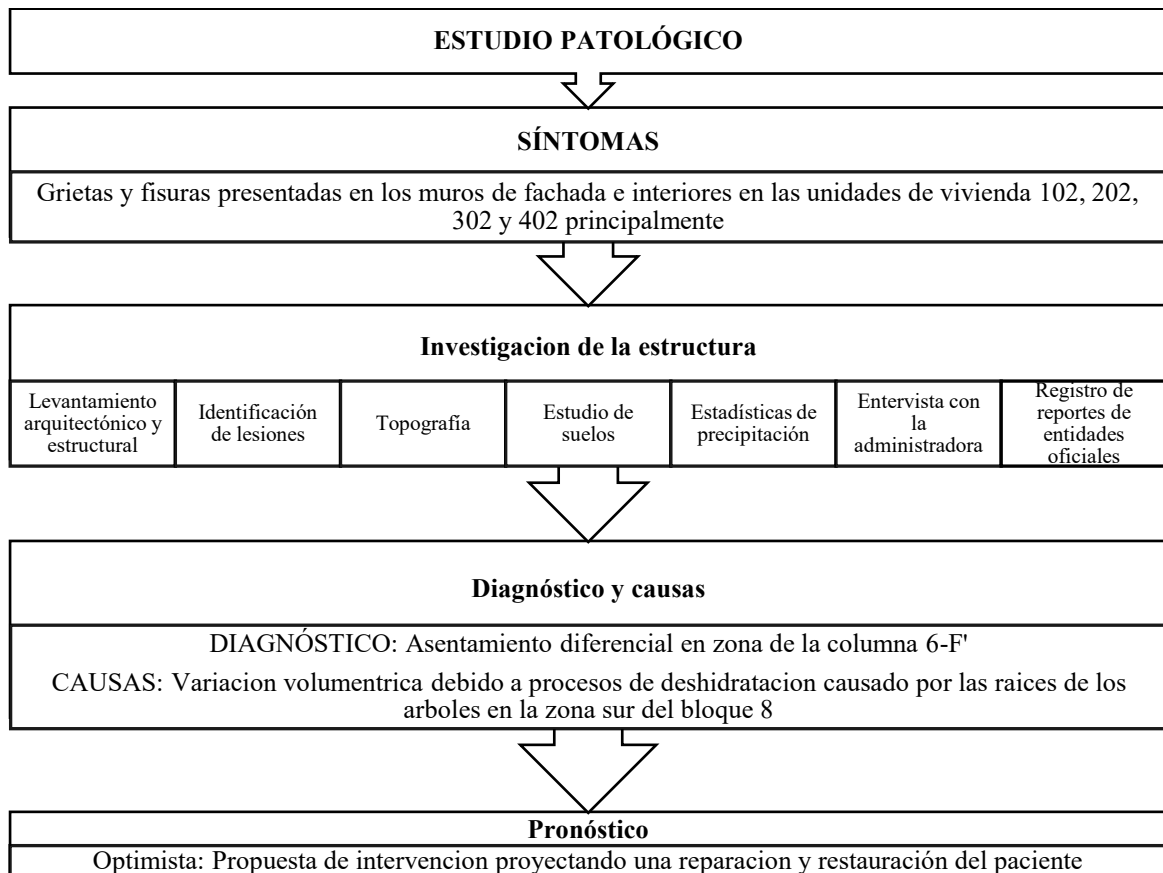 ESTUDIO PATOLÓGICO
SÍNTOMAS
Grietas y fisuras presentadas en los muros de fachada e interiores en las unidades de vivienda 102, 202,
302 y 402 principalmente
Investigacion de la estructura
Levantamiento
arquitectónico y
estructural
Identificación
de lesiones
Topografía
Estudio de
suelos
Estadísticas de
precipitación
Entervista con
la
administradora
Registro de
reportes de
entidades
oficiales
Diagnóstico y causas
DIAGNÓSTICO: Asentamiento diferencial en zona de la columna 6-F'
CAUSAS: Variacion volumentrica debido a procesos de deshidratacion causado por las raices de los
arboles en la zona sur del bloque 8
Pronóstico
Optimista: Propuesta de intervencion proyectando una reparacion y restauración del paciente